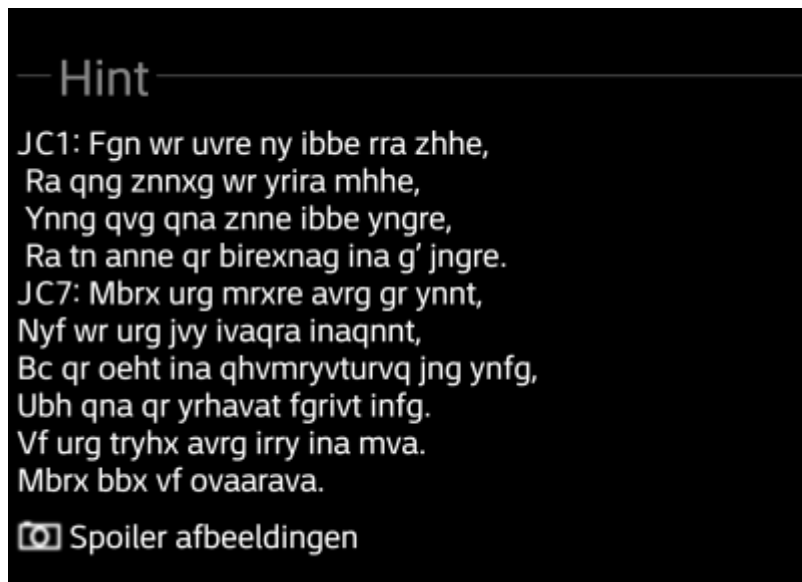 Hint
JC1: Fgn wr uvre ny ibbe rra zhhe,
Ra qng znnxg wr yrira mhhe,
Ynng qvg qna znne ibbe yngre,
Ra tn anne qr birexnag ina g’ jngre.
JC7: Mbrx urg mrxre avrg gr ynnt,
Nyf wr urg jvy ivaqra inaqnnt,
Bc qr oeht ina qhvmryvturvq jng ynfg,
Ubh qna qr yrhavat fgrivt infg.
Vf urg tryhx avrg irry ina mva.
Mbrx bbx vf ovaarava.
Spoiler afbeeldingen